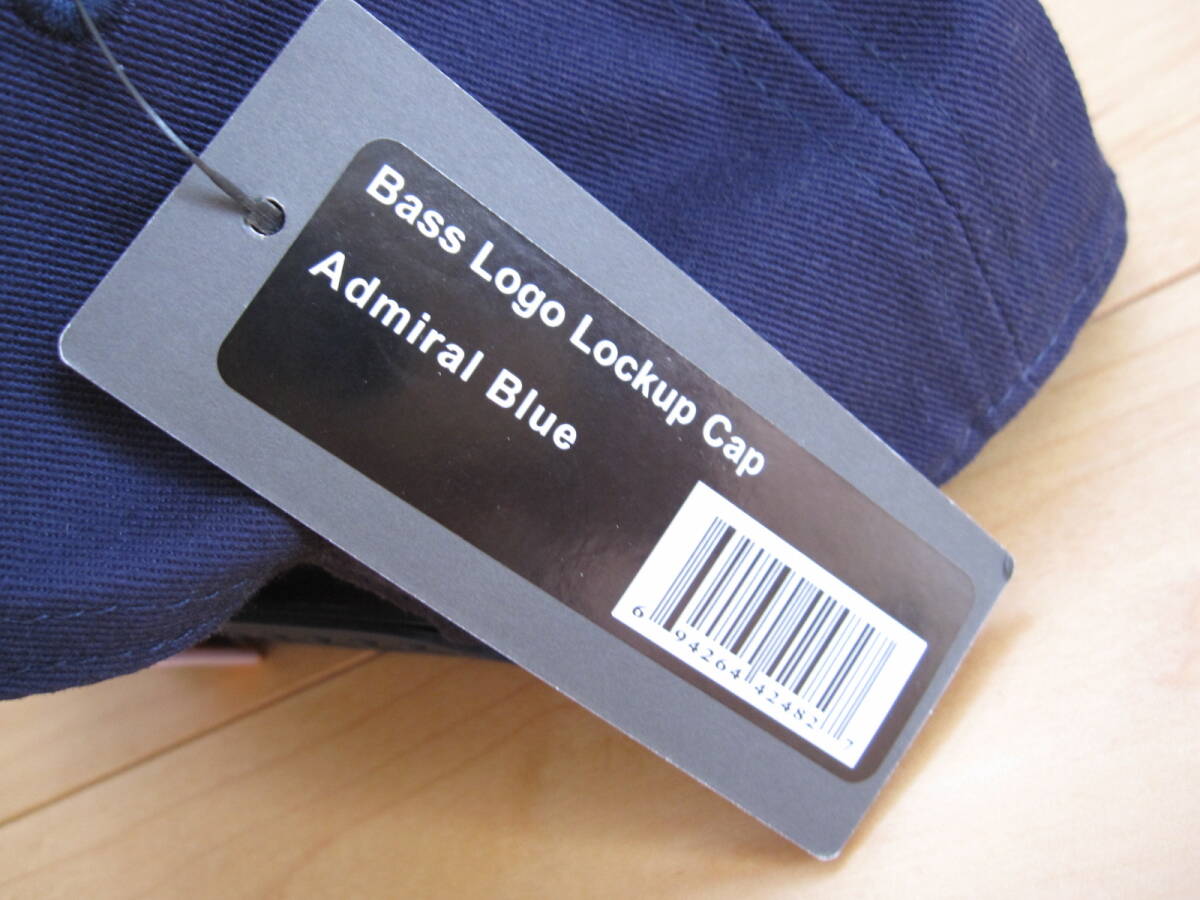 Bass Logo Lockup Cap
Admiral Blue
6 94264 42482 7